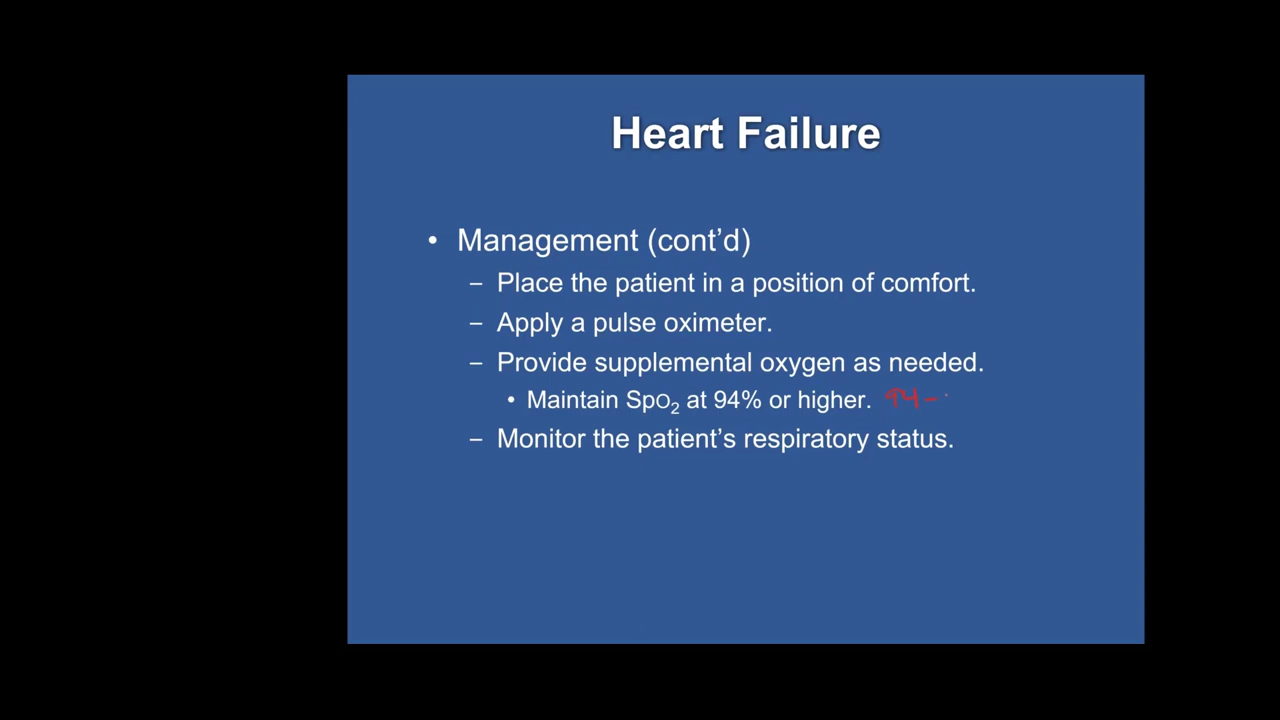 Heart Failure
• Management (cont’d)
– Place the patient in a position of comfort.
– Apply a pulse oximeter.
– Provide supplemental oxygen as needed.
• Maintain SpO₂ at 94% or higher. 94–
– Monitor the patient’s respiratory status.